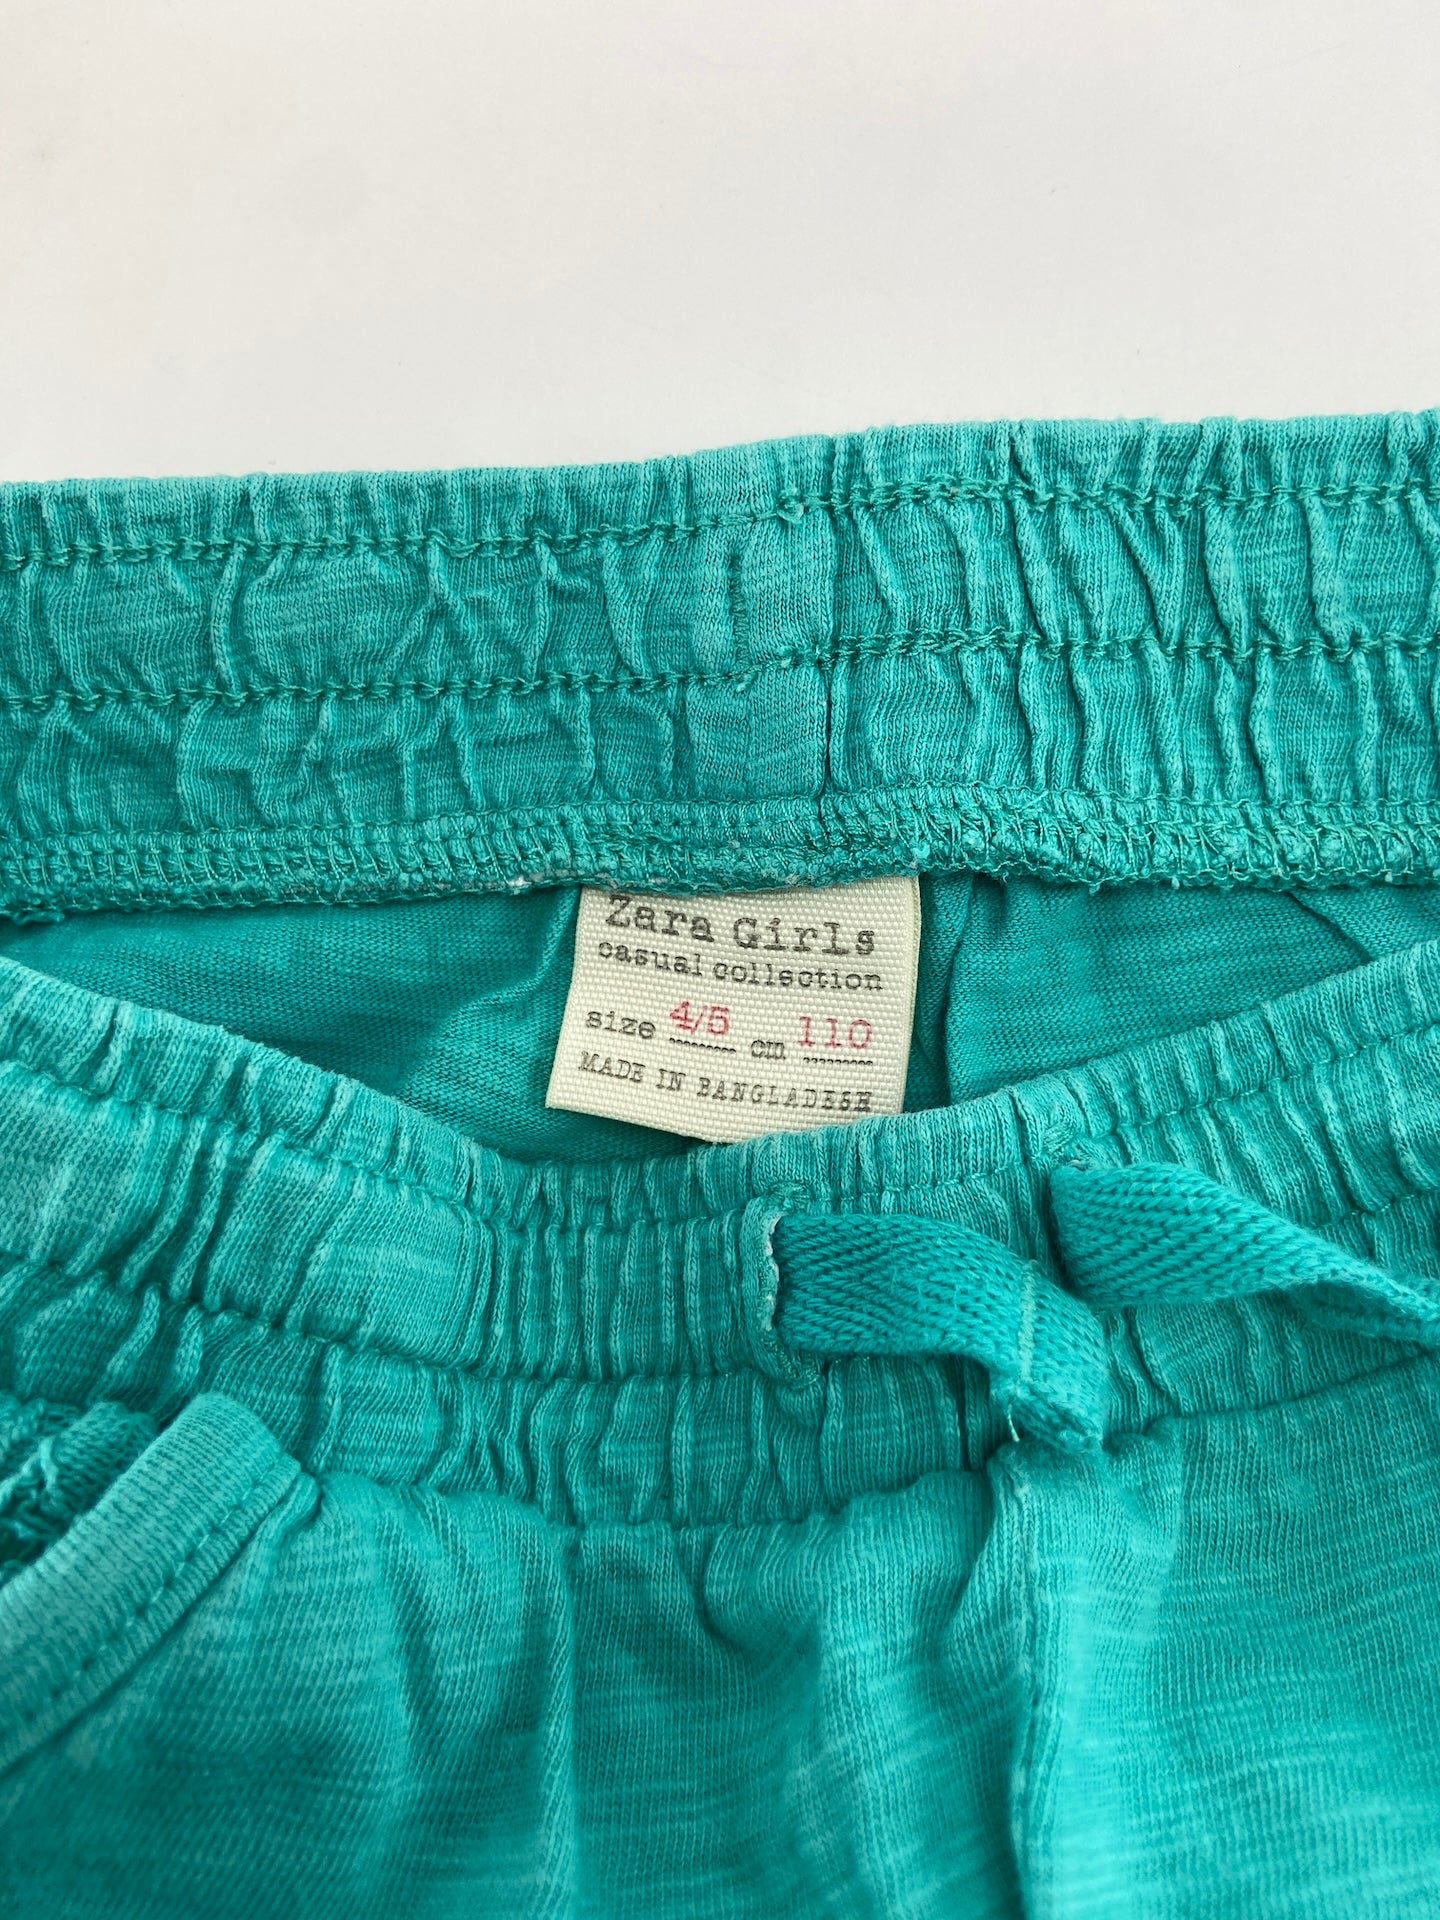 Zara Girls
casual collection
size 4/5 cm 110
MADE IN BANGLADESH